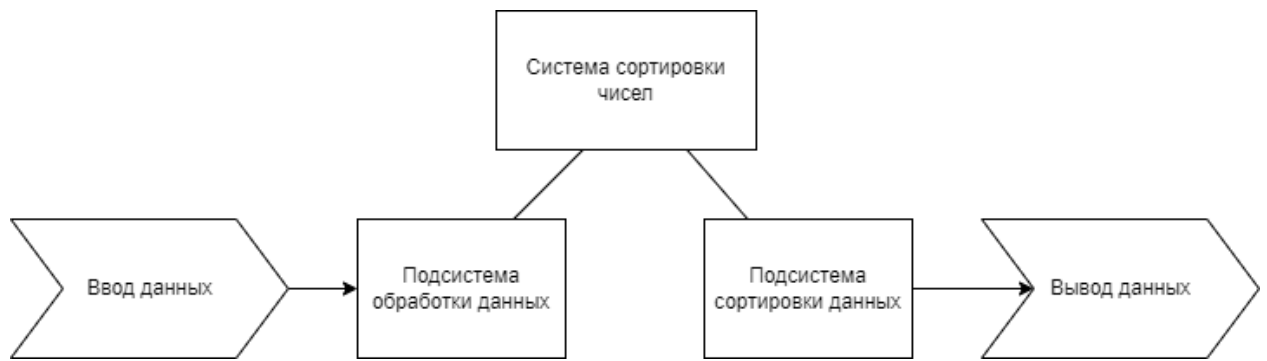 Система сортировки
чисел
Ввод данных
Подсистема
обработки данных
Подсистема
сортировки данных
Вывод данных